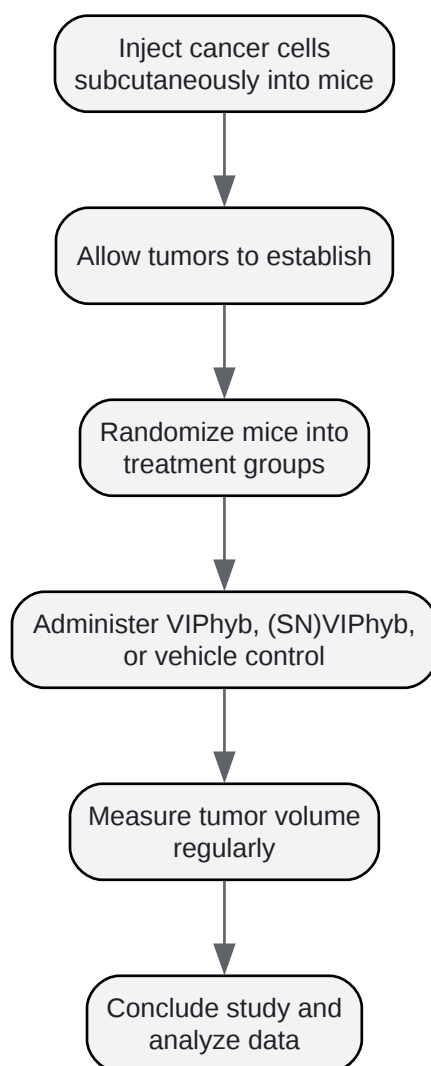 Inject cancer cells
subcutaneously into mice
Allow tumors to establish
Randomize mice into
treatment groups
Administer VIPhyb, (SN)VIPhyb,
or vehicle control
Measure tumor volume
regularly
Conclude study and
analyze data